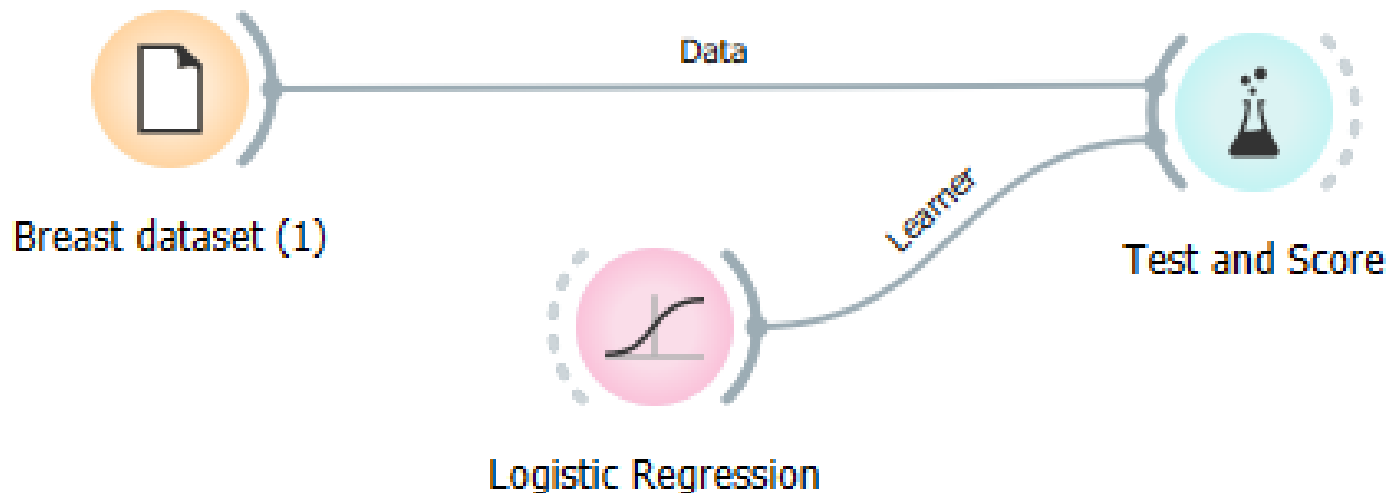 Data
Breast dataset (1)
Learner
Test and Score
Logistic Regression